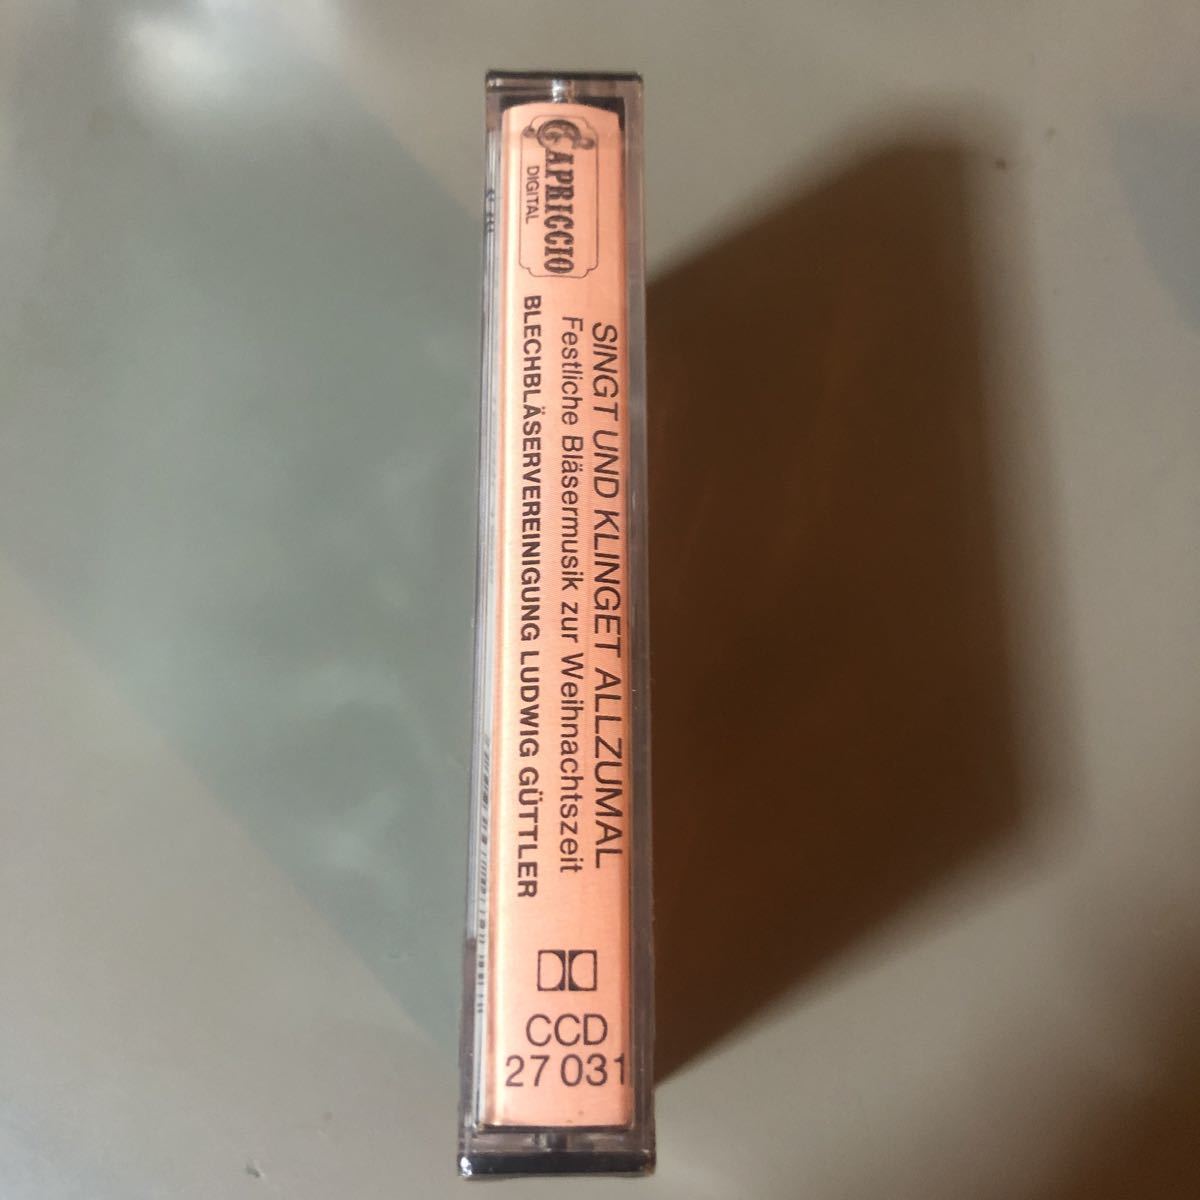 CAPRICCIO
DIGITAL
SINGT UND KLINGET ALLZUMAL
Festliche Bläsermusik zur Weihnachtszeit
BLECHBLÄSERVEREINIGUNG LUDWIG GÜTTLER
CCD
27 031